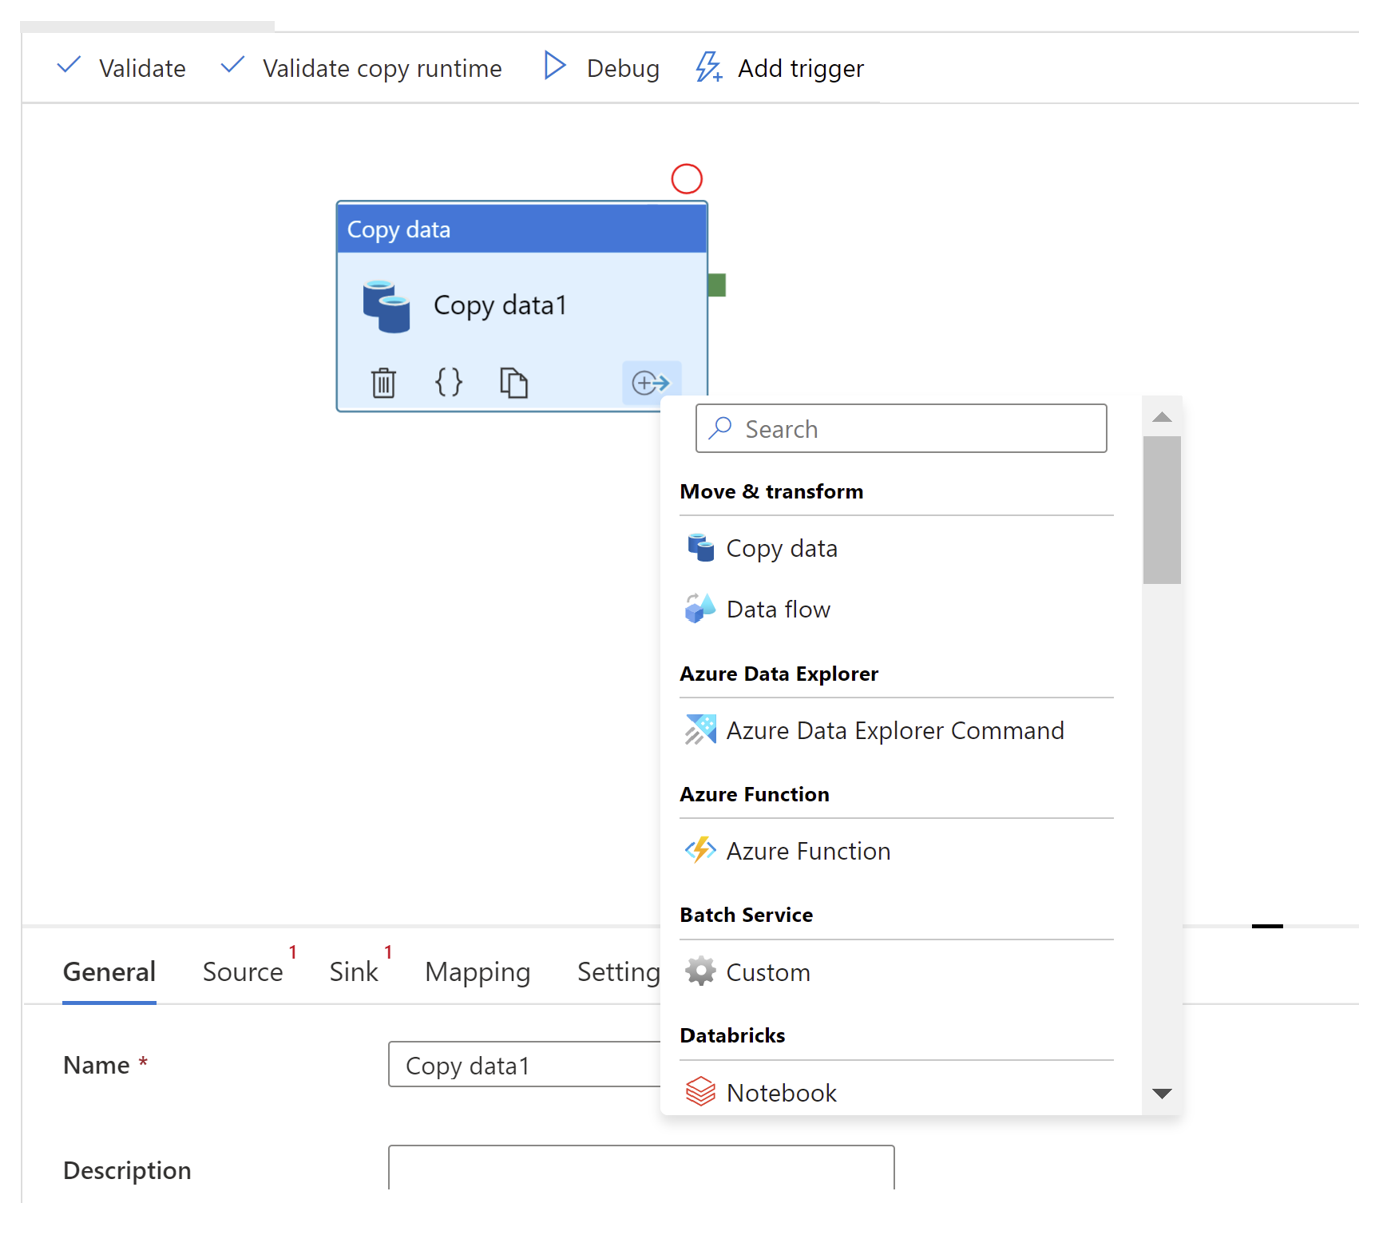 Validate Validate copy runtime Debug Add trigger
Copy data
Copy data1
{}
Search
Move & transform
Copy data
Data flow
Azure Data Explorer
Azure Data Explorer Command
Azure Function
Azure Function
Batch Service
Custom
Databricks
Notebook
General Source 1 Sink 1 Mapping Setting
Name * Copy data1
Description